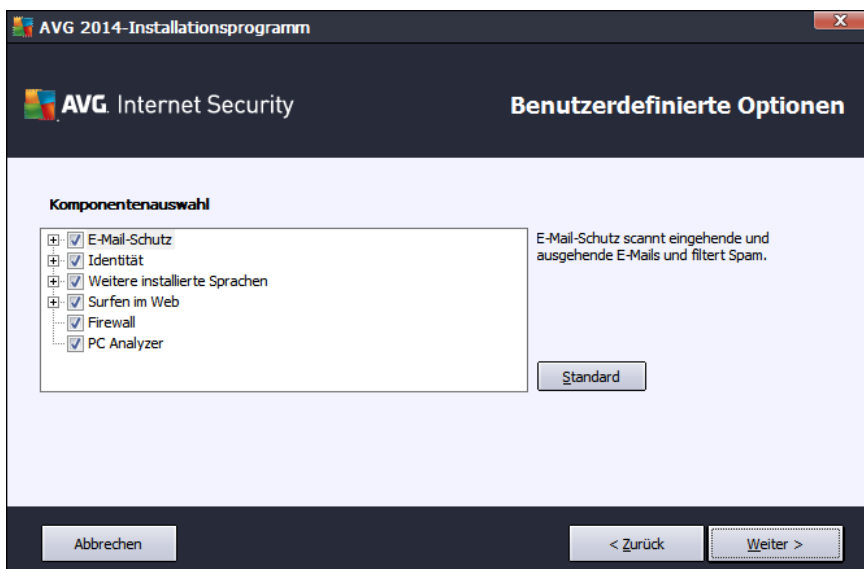 AVG 2014-Installationsprogramm
X
AVG. Internet Security
Benutzerdefinierte Optionen
Komponentenauswahl
E-Mail-Schutz
Identität
Weitere installierte Sprachen
Surfen im Web
Firewall
PC Analyzer
E-Mail-Schutz scannt eingehende und
ausgehende E-Mails und filtert Spam.
Standard
Abbrechen
< Zurück
Weiter >